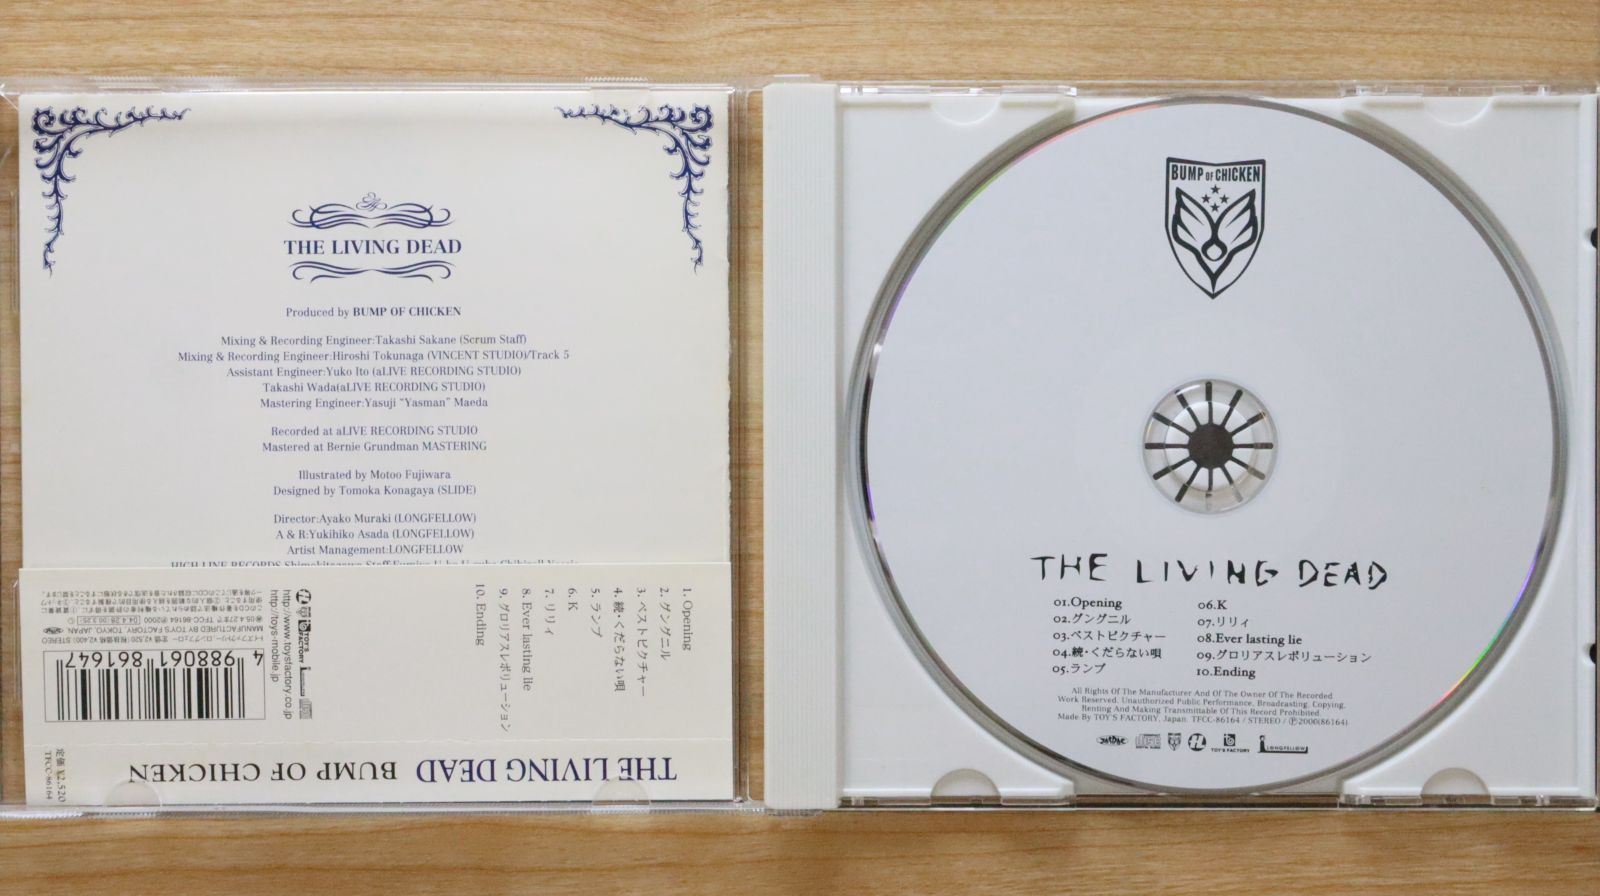 THE LIVING DEAD
Produced by BUMP OF CHICKEN
Mixing & Recording Engineer:Takashi Sakane (Scrum Staff)
Mixing & Recording Engineer:Hiroshi Tokunaga (VINCENT STUDIO)/Track 5
Assistant Engineer:Yuko Ito (aLIVE RECORDING STUDIO)
Takashi Wada(aLIVE RECORDING STUDIO)
Mastering Engineer:Yasuji “Yasman” Maeda
Recorded at aLIVE RECORDING STUDIO
Mastered at Bernie Grundman MASTERING
Illustrated by Motoo Fujiwara
Designed by Tomoka Konagaya (SLIDE)
Director:Ayako Muraki (LONGFELLOW)
A & R:Yukihiko Asada (LONGFELLOW)
Artist Management:LONGFELLOW
1. Opening
2. グングニル
3. ベストピクチャー
4. 続・くだらない唄
5. ランプ
6. K
7. リリィ
8. Ever lasting lie
9. グロリアスレボリューション
10. Ending
TOY'S FACTORY
http://www.toysfactory.co.jp
http://toys-mobile.jp
4 988061 861647
THE LIVING DEAD BUMP OF CHICKEN
定価 ¥2,520
TFCC-86164
BUMP OF CHICKEN
THE LIVING DEAD
01.Opening
02.グングニル
03.ベストピクチャー
04.続・くだらない唄
05.ランプ
06.K
07.リリィ
08.Ever lasting lie
09.グロリアスレボリューション
10.Ending
All Rights Of The Manufacturer And Of The Owner Of The Recorded
Work Reserved. Unauthorized Public Performance, Broadcasting, Copying,
Renting And Making Transmittable Of This Record Prohibited.
Made By TOY'S FACTORY, Japan. TFCC-86164 / STEREO / Ⓟ2000(86164)
TOY'S FACTORY
LONGFELLOW